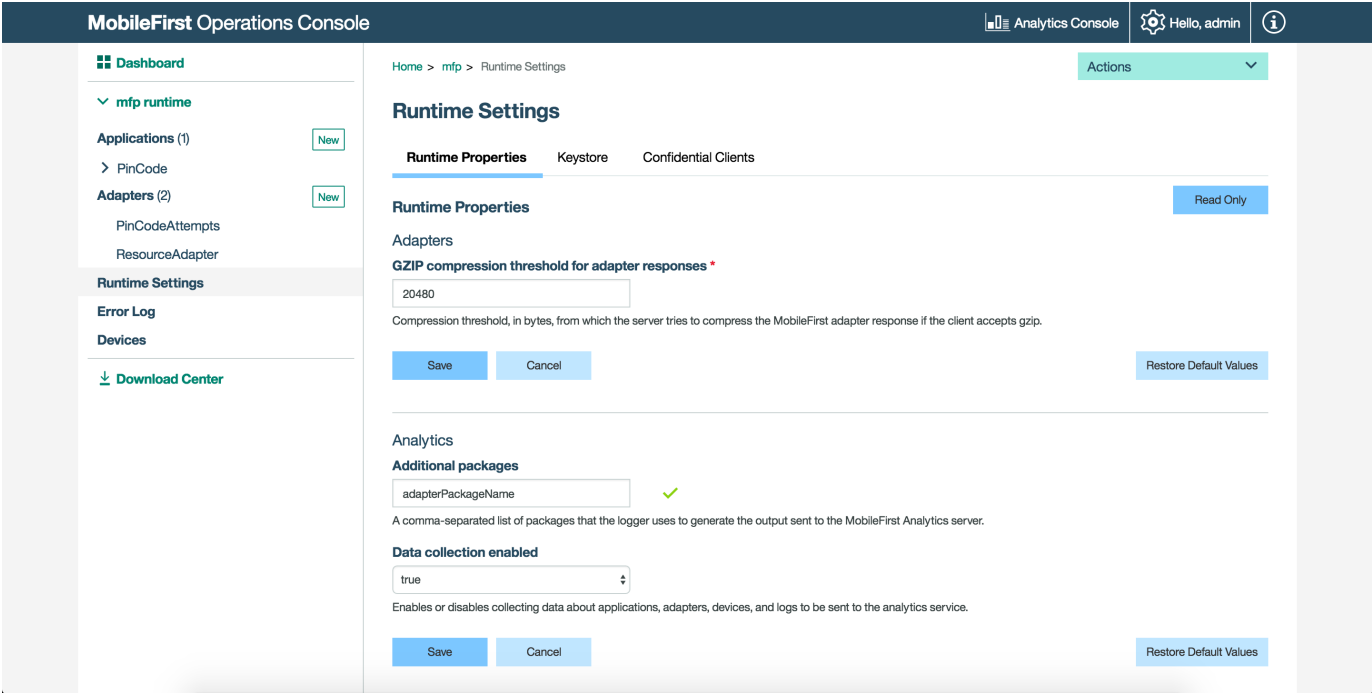 MobileFirst Operations Console
Analytics Console
Hello, admin
Dashboard
mfp runtime
Applications (1)
New
PinCode
Adapters (2)
New
PinCodeAttempts
ResourceAdapter
Runtime Settings
Error Log
Devices
Download Center
Home > mfp > Runtime Settings
Actions
Runtime Settings
Runtime Properties Keystore Confidential Clients
Runtime Properties
Read Only
Adapters
GZIP compression threshold for adapter responses *
20480
Compression threshold, in bytes, from which the server tries to compress the MobileFirst adapter response if the client accepts gzip.
Save Cancel Restore Default Values
Analytics
Additional packages
adapterPackageName
A comma-separated list of packages that the logger uses to generate the output sent to the MobileFirst Analytics server.
Data collection enabled
true
Enables or disables collecting data about applications, adapters, devices, and logs to be sent to the analytics service.
Save Cancel Restore Default Values